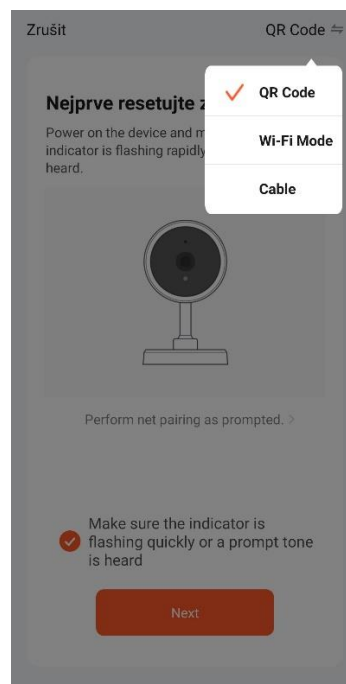 Zrušit
QR Code
QR Code
Wi-Fi Mode
Cable
Nejprve resetujte
Power on the device and m
indicator is flashing rapidly
heard.
Perform net pairing as prompted. >
Make sure the indicator is
flashing quickly or a prompt tone
is heard
Next